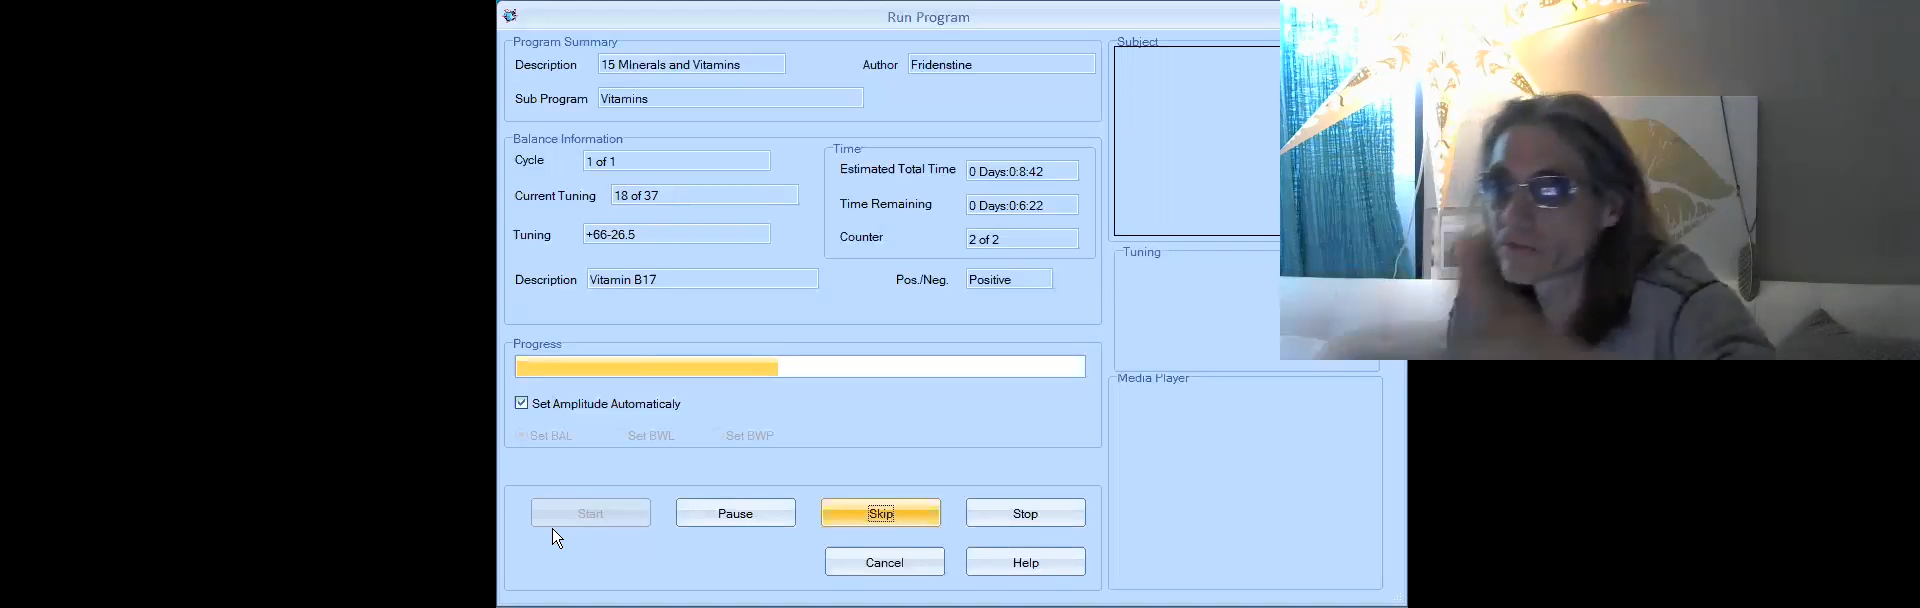 Run Program
Program Summary
Description 15 MInerals and Vitamins Author Fridenstine
Sub Program Vitamins
Balance Information
Cycle 1 of 1
Current Tuning 18 of 37
Tuning +66-26.5
Description Vitamin B17 Pos./Neg. Positive
Time
Estimated Total Time 0 Days:0:8:42
Time Remaining 0 Days:0:6:22
Counter 2 of 2
Progress
Set Amplitude Automaticaly
Set BAL Set BWL Set BWP
Start Pause Skip Stop
Cancel Help
Subject
Tuning
Media Player